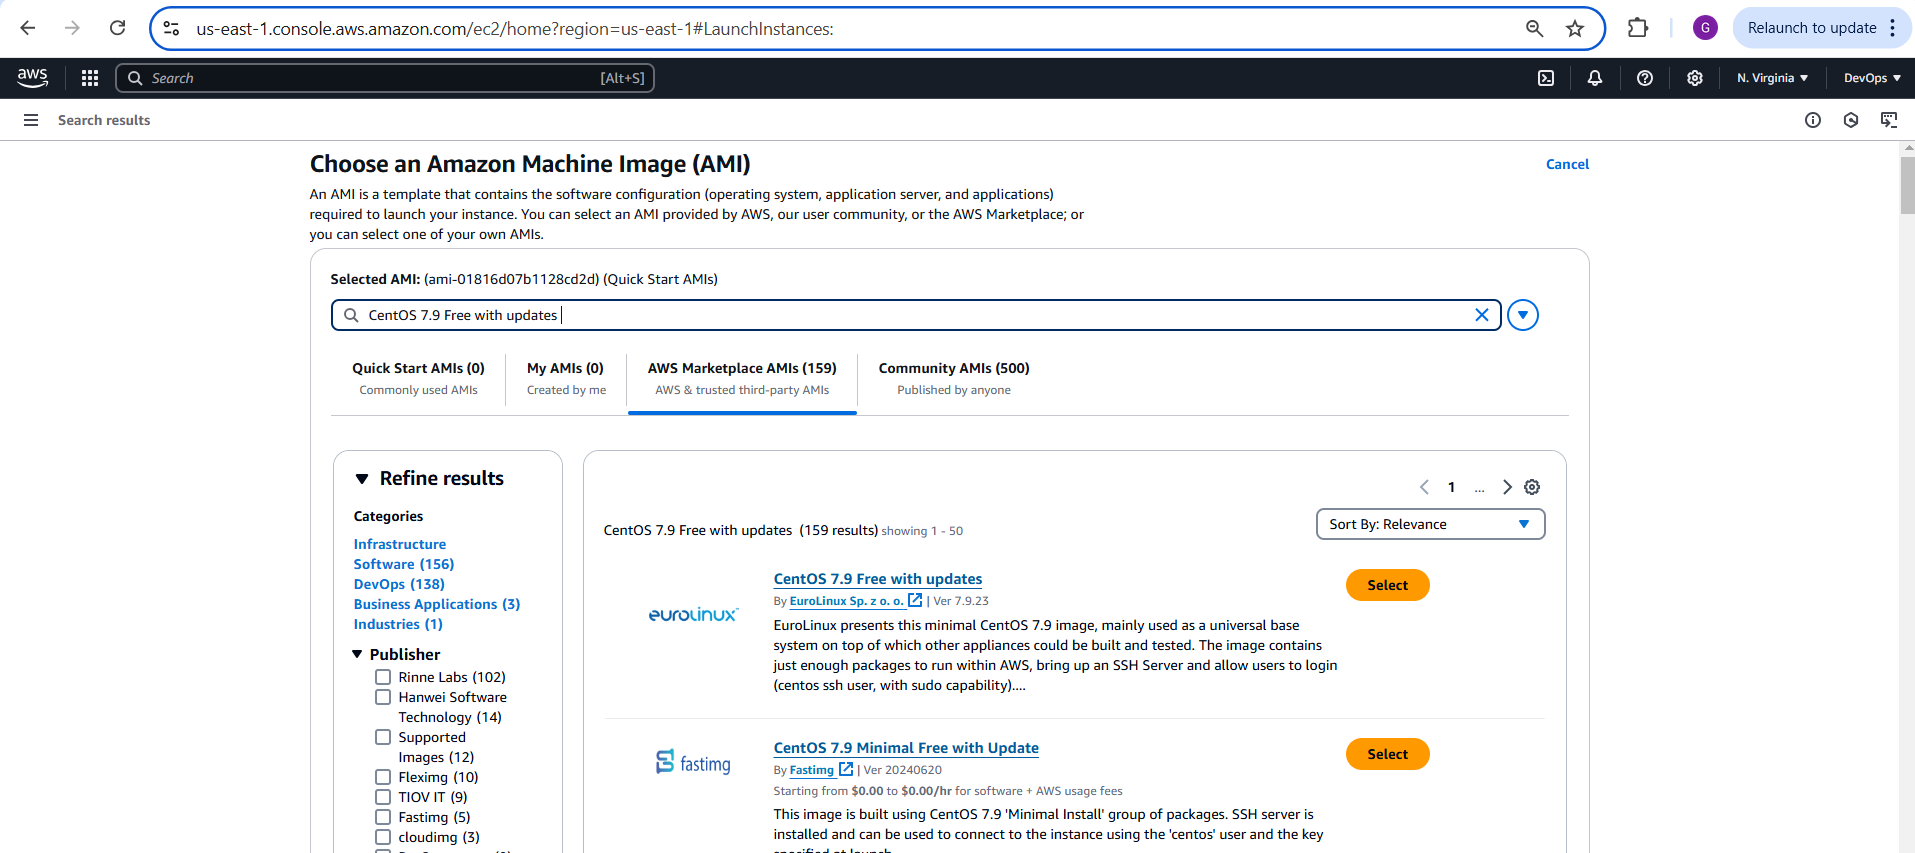 us-east-1.console.aws.amazon.com/ec2/home?region=us-east-1#LaunchInstances:
G
Relaunch to update
aws
Search
[Alt+S]
N. Virginia
DevOps
Search results
Choose an Amazon Machine Image (AMI)
Cancel
An AMI is a template that contains the software configuration (operating system, application server, and applications)
required to launch your instance. You can select an AMI provided by AWS, our user community, or the AWS Marketplace; or
you can select one of your own AMIs.
Selected AMI: (ami-01816d07b1128cd2d) (Quick Start AMIs)
CentOS 7.9 Free with updates
Quick Start AMIs (0)
Commonly used AMIs
My AMIs (0)
Created by me
AWS Marketplace AMIs (159)
AWS & trusted third-party AMIs
Community AMIs (500)
Published by anyone
Refine results
Categories
Infrastructure
Software (156)
DevOps (138)
Business Applications (3)
Industries (1)
Publisher
Rinne Labs (102)
Hanwei Software
Technology (14)
Supported
Images (12)
Fleximg (10)
TIOV IT (9)
Fastimg (5)
cloudimg (3)
1 ...
CentOS 7.9 Free with updates (159 results) showing 1 - 50
Sort By: Relevance
eurolinux
CentOS 7.9 Free with updates
By EuroLinux Sp. z o. o. | Ver 7.9.23
EuroLinux presents this minimal CentOS 7.9 image, mainly used as a universal base
system on top of which other appliances could be built and tested. The image contains
just enough packages to run within AWS, bring up an SSH Server and allow users to login
(centos ssh user, with sudo capability)....
Select
fastimg
CentOS 7.9 Minimal Free with Update
By Fastimg | Ver 20240620
Starting from $0.00 to $0.00/hr for software + AWS usage fees
This image is built using CentOS 7.9 'Minimal Install' group of packages. SSH server is
installed and can be used to connect to the instance using the 'centos' user and the key
Select